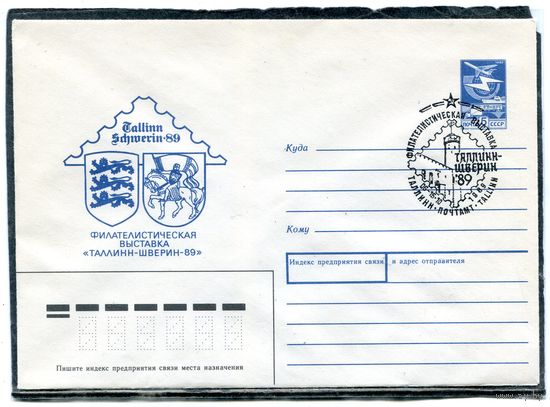 Tallinn
Schwerin-89
ФИЛАТЕЛИСТИЧЕСКАЯ
ВЫСТАВКА
«ТАЛЛИНН-ШВЕРИН-89»
ПОЧТА СССР
ФИЛАТЕЛИСТИЧЕСКАЯ ВЫСТАВКА
ТАЛЛИНН-
ШВЕРИН
'89
ТАЛЛИНН-ПОЧТАМТ·TALLINN
Куда
Кому
Индекс предприятия связи и адрес отправителя
Пишите индекс предприятия связи места назначения